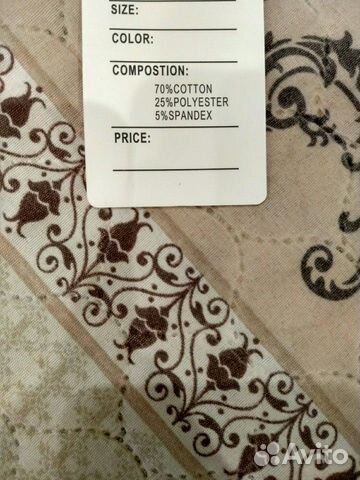 SIZE:
COLOR:
COMPOSTION:
70%COTTON
25%POLYESTER
5%SPANDEX
PRICE:
Avito